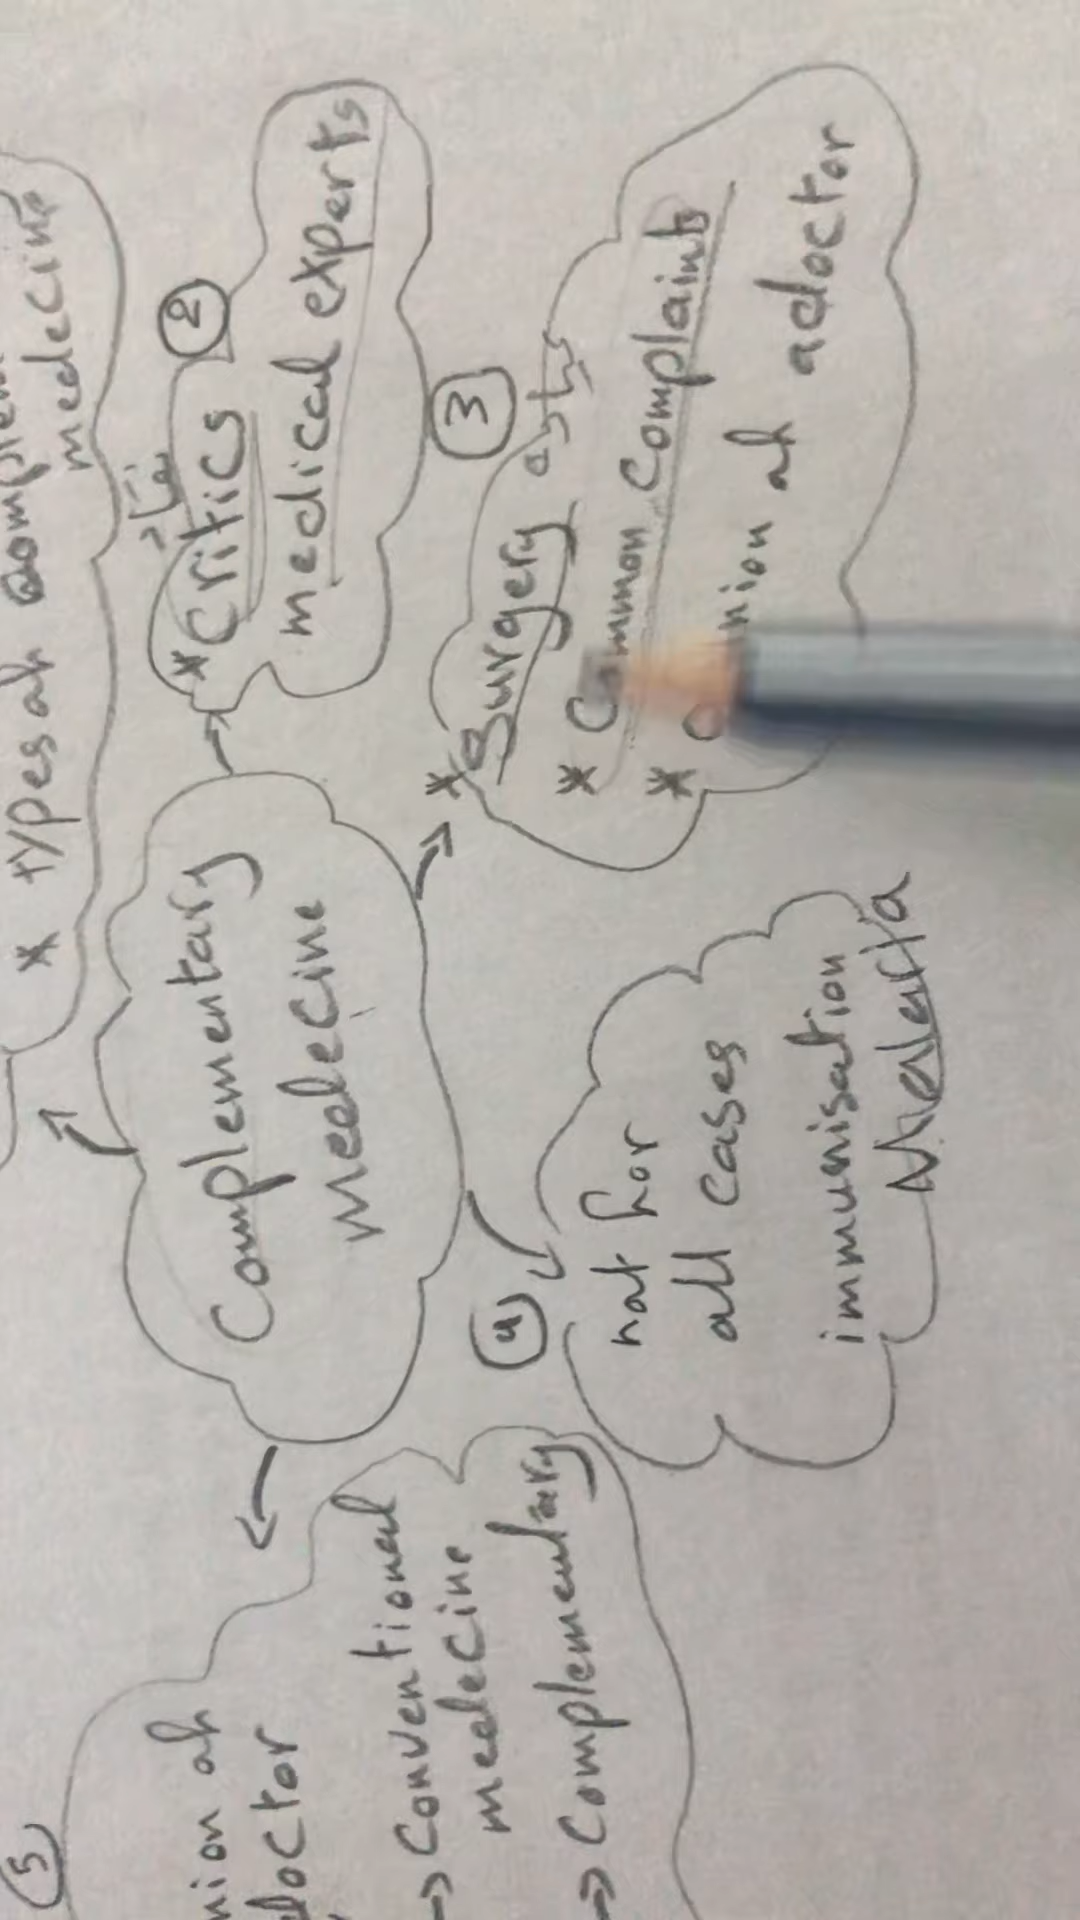 * types of
medecine
2
* Critics
medical experts
3
* Surgery
* Common Complaints
* nion of a doctor
Complementary
medecine
4
not for
all cases
immunisation
Malaria
5
nion of
doctor
→ Conventional
medecine
→ Complementary